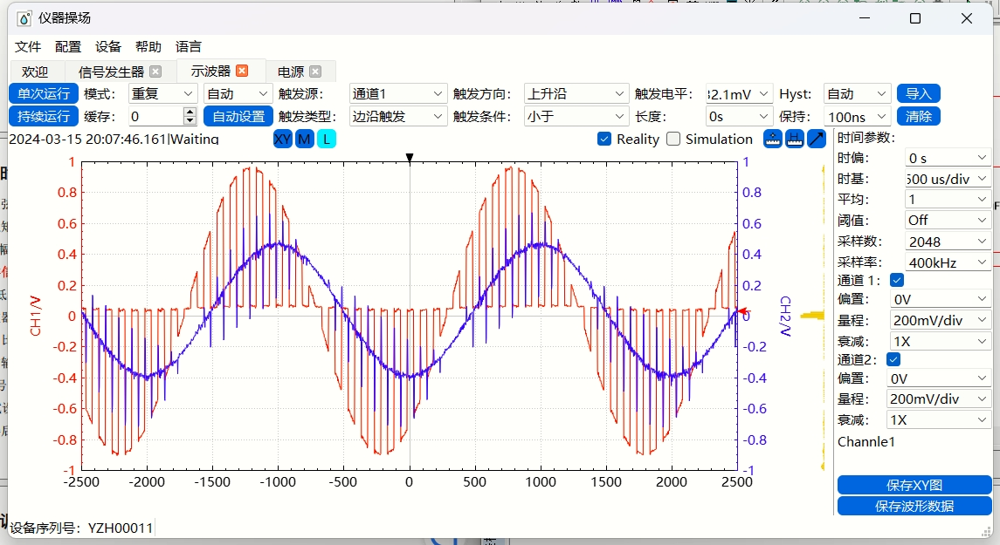 仪器操场
文件 配置 设备 帮助 语言
欢迎 信号发生器 示波器 电源
单次运行 模式: 重复 自动 触发源: 通道1 触发方向: 上升沿 触发电平: 32.1mV Hyst: 自动 导入
持续运行 缓存: 0 自动设置 触发类型: 边沿触发 触发条件: 小于 长度: 0s 保持: 100ns 清除
2024-03-15 20:07:46.161|Waiting XY M L Reality Simulation H
时间参数:
时偏: 0 s
时基: 500 us/div
平均: 1
阈值: Off
采样数: 2048
采样率: 400kHz
通道 1:
偏置: 0V
量程: 200mV/div
衰减: 1X
通道2:
偏置: 0V
量程: 200mV/div
衰减: 1X
Channle1
保存XY图
保存波形数据
1
0.8
0.6
0.4
0.2
0
-0.2
-0.4
-0.6
-0.8
-1
CH1/V
1
0.8
0.6
0.4
0.2
0
-0.2
-0.4
-0.6
-0.8
-1
CH2/V
-2500 -2000 -1500 -1000 -500 0 500 1000 1500 2000 2500
设备序列号: YZH00011